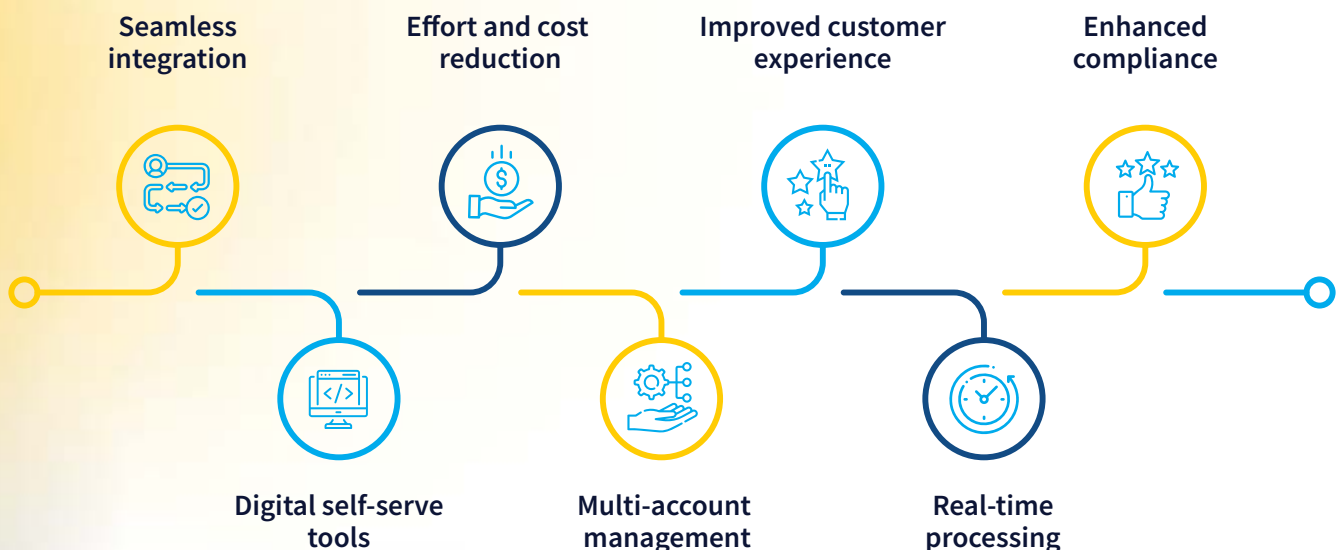 Seamless
integration
Effort and cost
reduction
Improved customer
experience
Enhanced
compliance
$
</>
Digital self-serve
tools
Multi-account
management
Real-time
processing